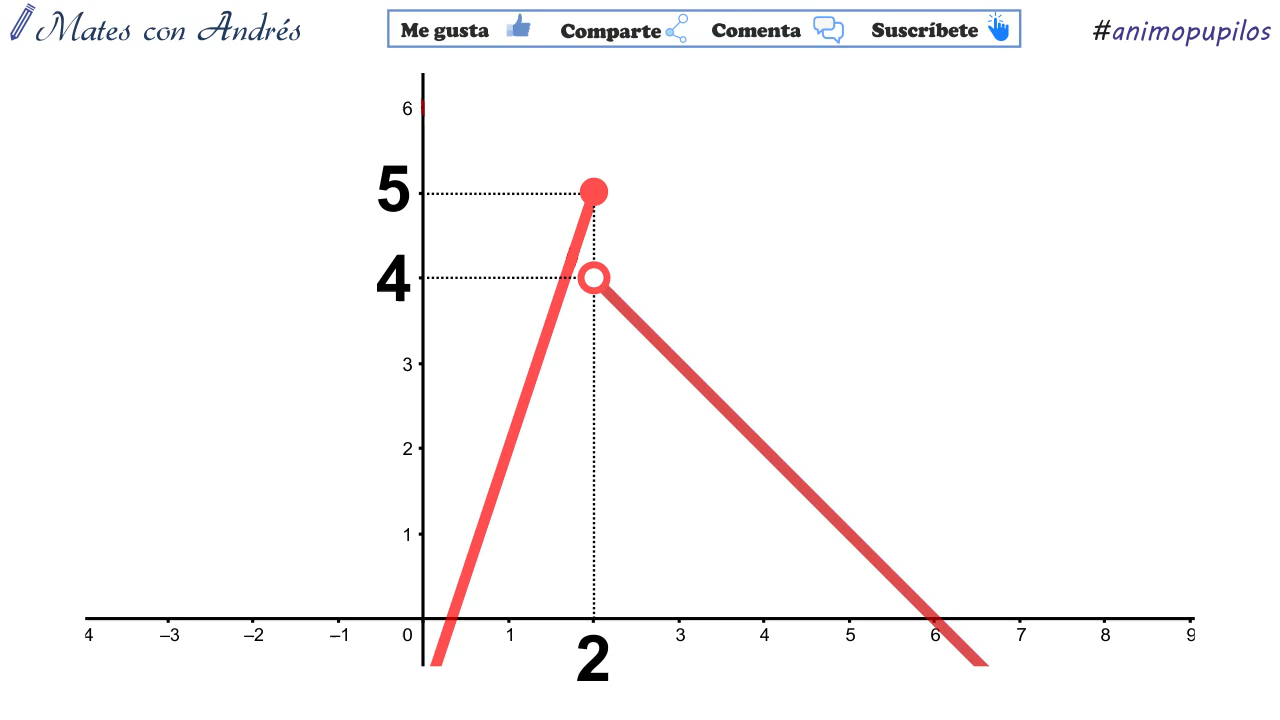 Mates con Andrés
Me gusta Comparte Comenta Suscríbete
#animopupilos
6
5
4
3
2
1
4 –3 –2 –1 0 1 2 3 4 5 6 7 8 9